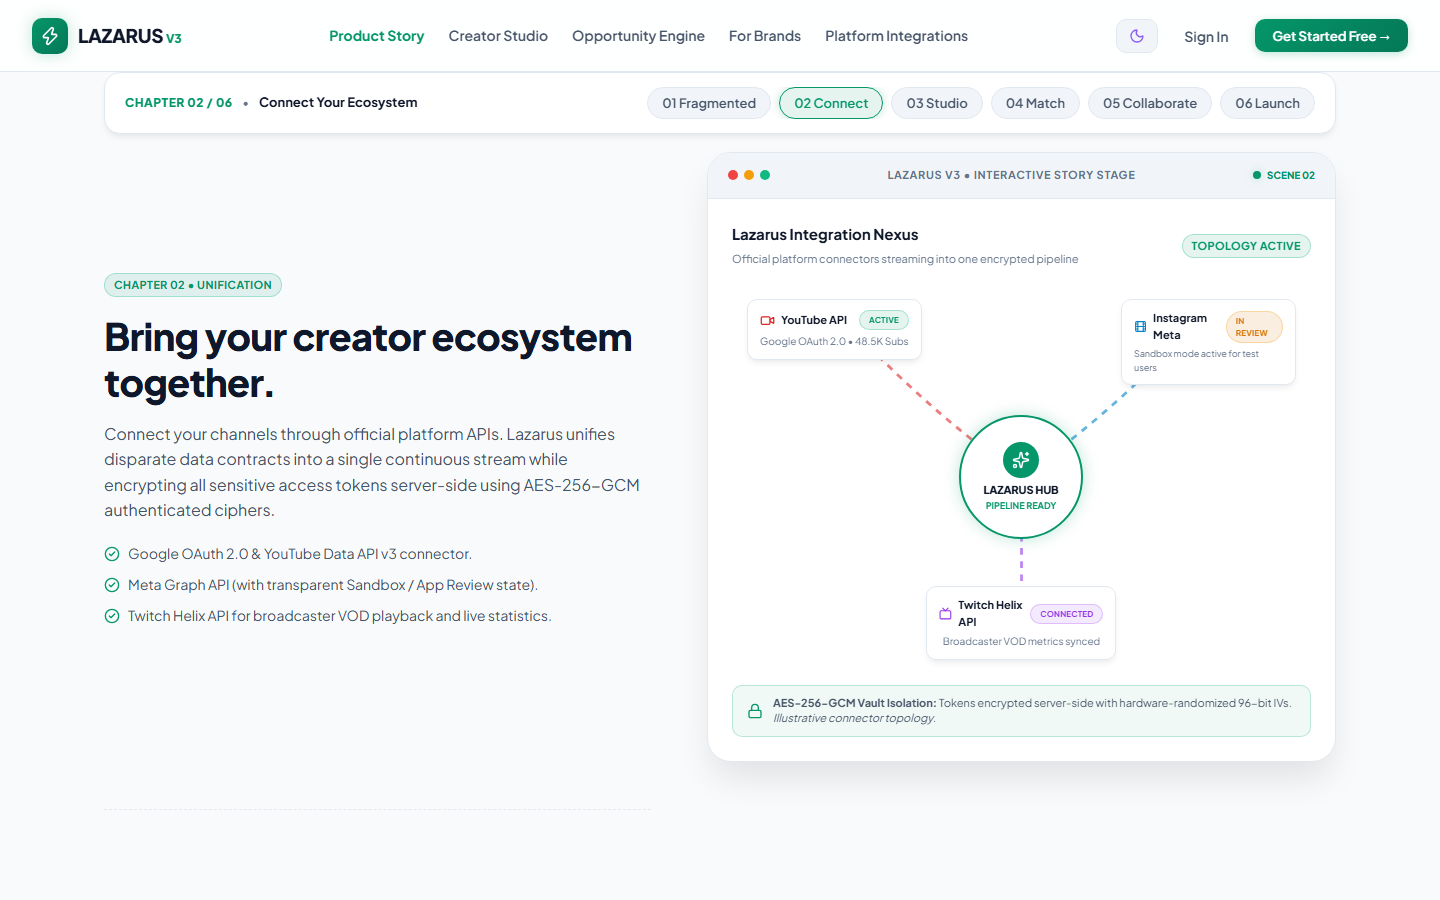 LAZARUS V3
Product Story
Creator Studio
Opportunity Engine
For Brands
Platform Integrations
Sign In
Get Started Free →
CHAPTER 02 / 06 • Connect Your Ecosystem
01 Fragmented
02 Connect
03 Studio
04 Match
05 Collaborate
06 Launch
CHAPTER 02 • UNIFICATION
Bring your creator ecosystem
together.
Connect your channels through official platform APIs. Lazarus unifies
disparate data contracts into a single continuous stream while
encrypting all sensitive access tokens server-side using AES-256-GCM
authenticated ciphers.
Google OAuth 2.0 & YouTube Data API v3 connector.
Meta Graph API (with transparent Sandbox / App Review state).
Twitch Helix API for broadcaster VOD playback and live statistics.
LAZARUS V3 • INTERACTIVE STORY STAGE
SCENE 02
Lazarus Integration Nexus
Official platform connectors streaming into one encrypted pipeline
TOPOLOGY ACTIVE
YouTube API
ACTIVE
Google OAuth 2.0 • 48.5K Subs
Instagram
Meta
IN
REVIEW
Sandbox mode active for test
users
LAZARUS HUB
PIPELINE READY
Twitch Helix
API
CONNECTED
Broadcaster VOD metrics synced
AES-256-GCM Vault Isolation: Tokens encrypted server-side with hardware-randomized 96-bit IVs.
Illustrative connector topology.